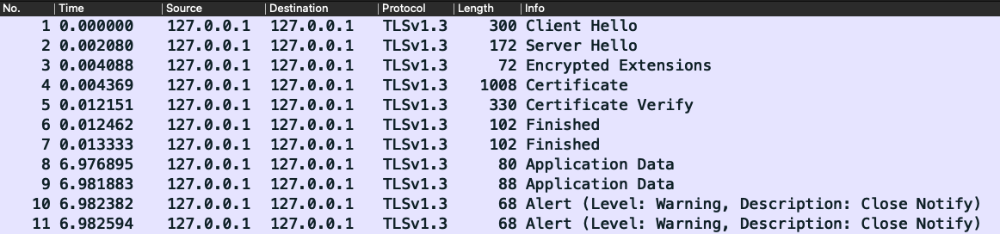 No. Time Source Destination Protocol Length Info
1 0.000000 127.0.0.1 127.0.0.1 TLSv1.3 300 Client Hello
2 0.002080 127.0.0.1 127.0.0.1 TLSv1.3 172 Server Hello
3 0.004088 127.0.0.1 127.0.0.1 TLSv1.3 72 Encrypted Extensions
4 0.004369 127.0.0.1 127.0.0.1 TLSv1.3 1008 Certificate
5 0.012151 127.0.0.1 127.0.0.1 TLSv1.3 330 Certificate Verify
6 0.012462 127.0.0.1 127.0.0.1 TLSv1.3 102 Finished
7 0.013333 127.0.0.1 127.0.0.1 TLSv1.3 102 Finished
8 6.976895 127.0.0.1 127.0.0.1 TLSv1.3 80 Application Data
9 6.981883 127.0.0.1 127.0.0.1 TLSv1.3 88 Application Data
10 6.982382 127.0.0.1 127.0.0.1 TLSv1.3 68 Alert (Level: Warning, Description: Close Notify)
11 6.982594 127.0.0.1 127.0.0.1 TLSv1.3 68 Alert (Level: Warning, Description: Close Notify)